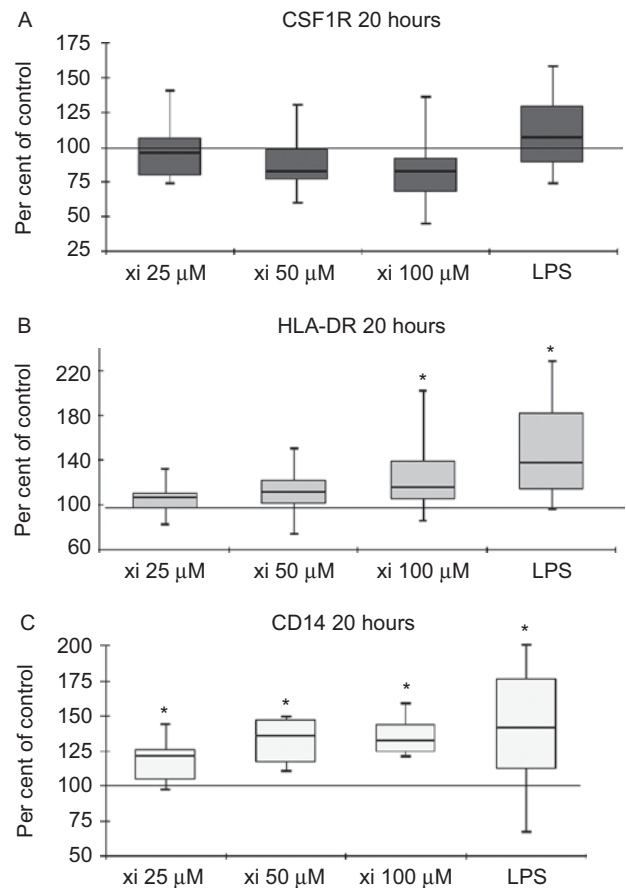 A
CSF1R 20 hours
Per cent of control
175
150
125
100
75
50
25
xi 25 μM xi 50 μM xi 100 μM LPS
B
HLA-DR 20 hours
Per cent of control
220
180
140
100
60
*
*
xi 25 μM xi 50 μM xi 100 μM LPS
C
CD14 20 hours
Per cent of control
200
175
150
125
100
75
50
*
*
*
*
xi 25 μM xi 50 μM xi 100 μM LPS